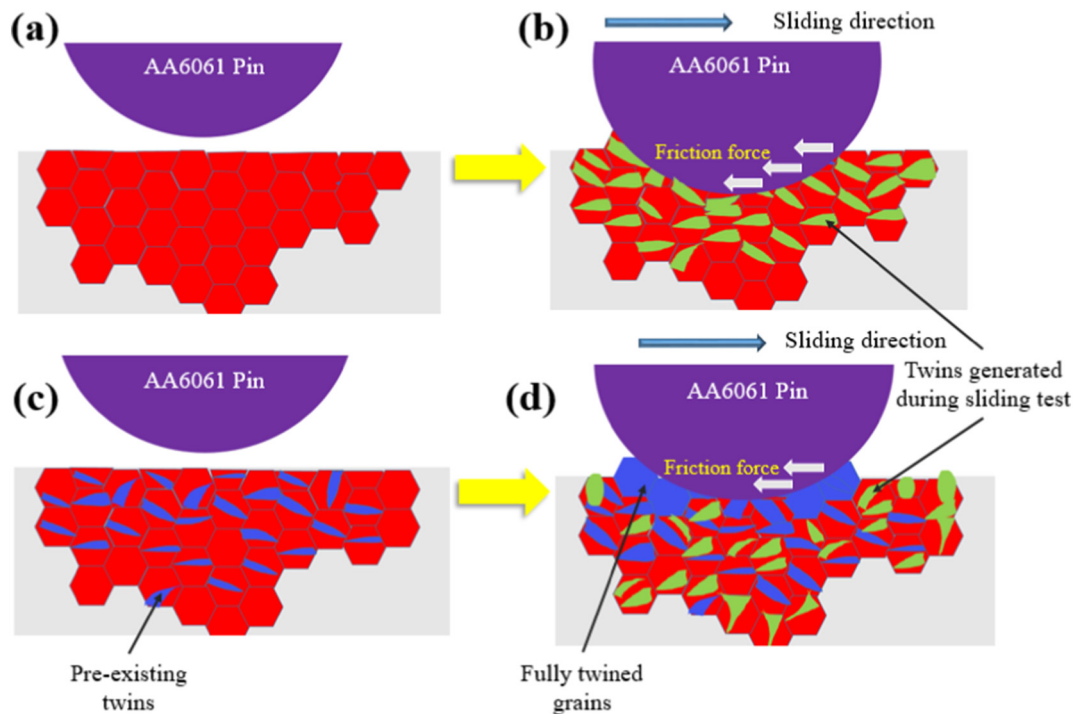 (a)
AA6061 Pin
(b)
Sliding direction
AA6061 Pin
Friction force
(c)
AA6061 Pin
Pre-existing
twins
(d)
Sliding direction
AA6061 Pin
Friction force
Twins generated
during sliding test
Fully twined
grains